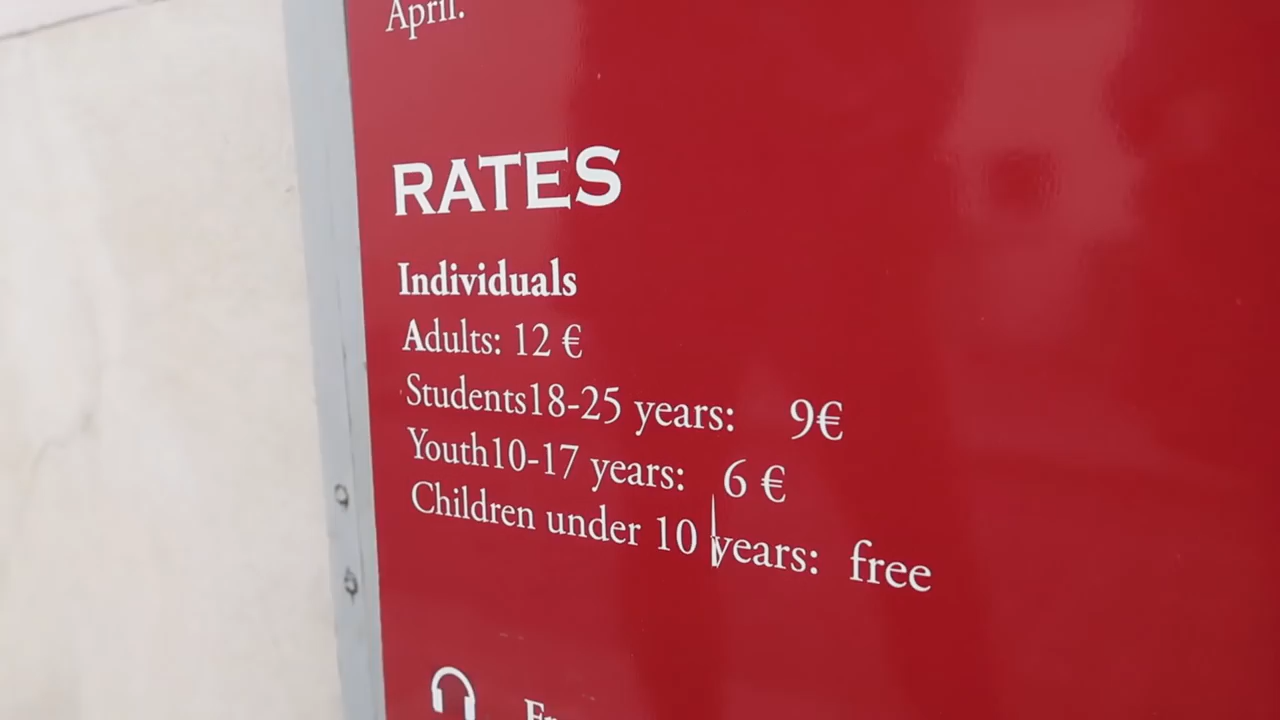 April.
RATES
Individuals
Adults: 12 €
Students18-25 years: 9€
Youth10-17 years: 6 €
Children under 10 years: free